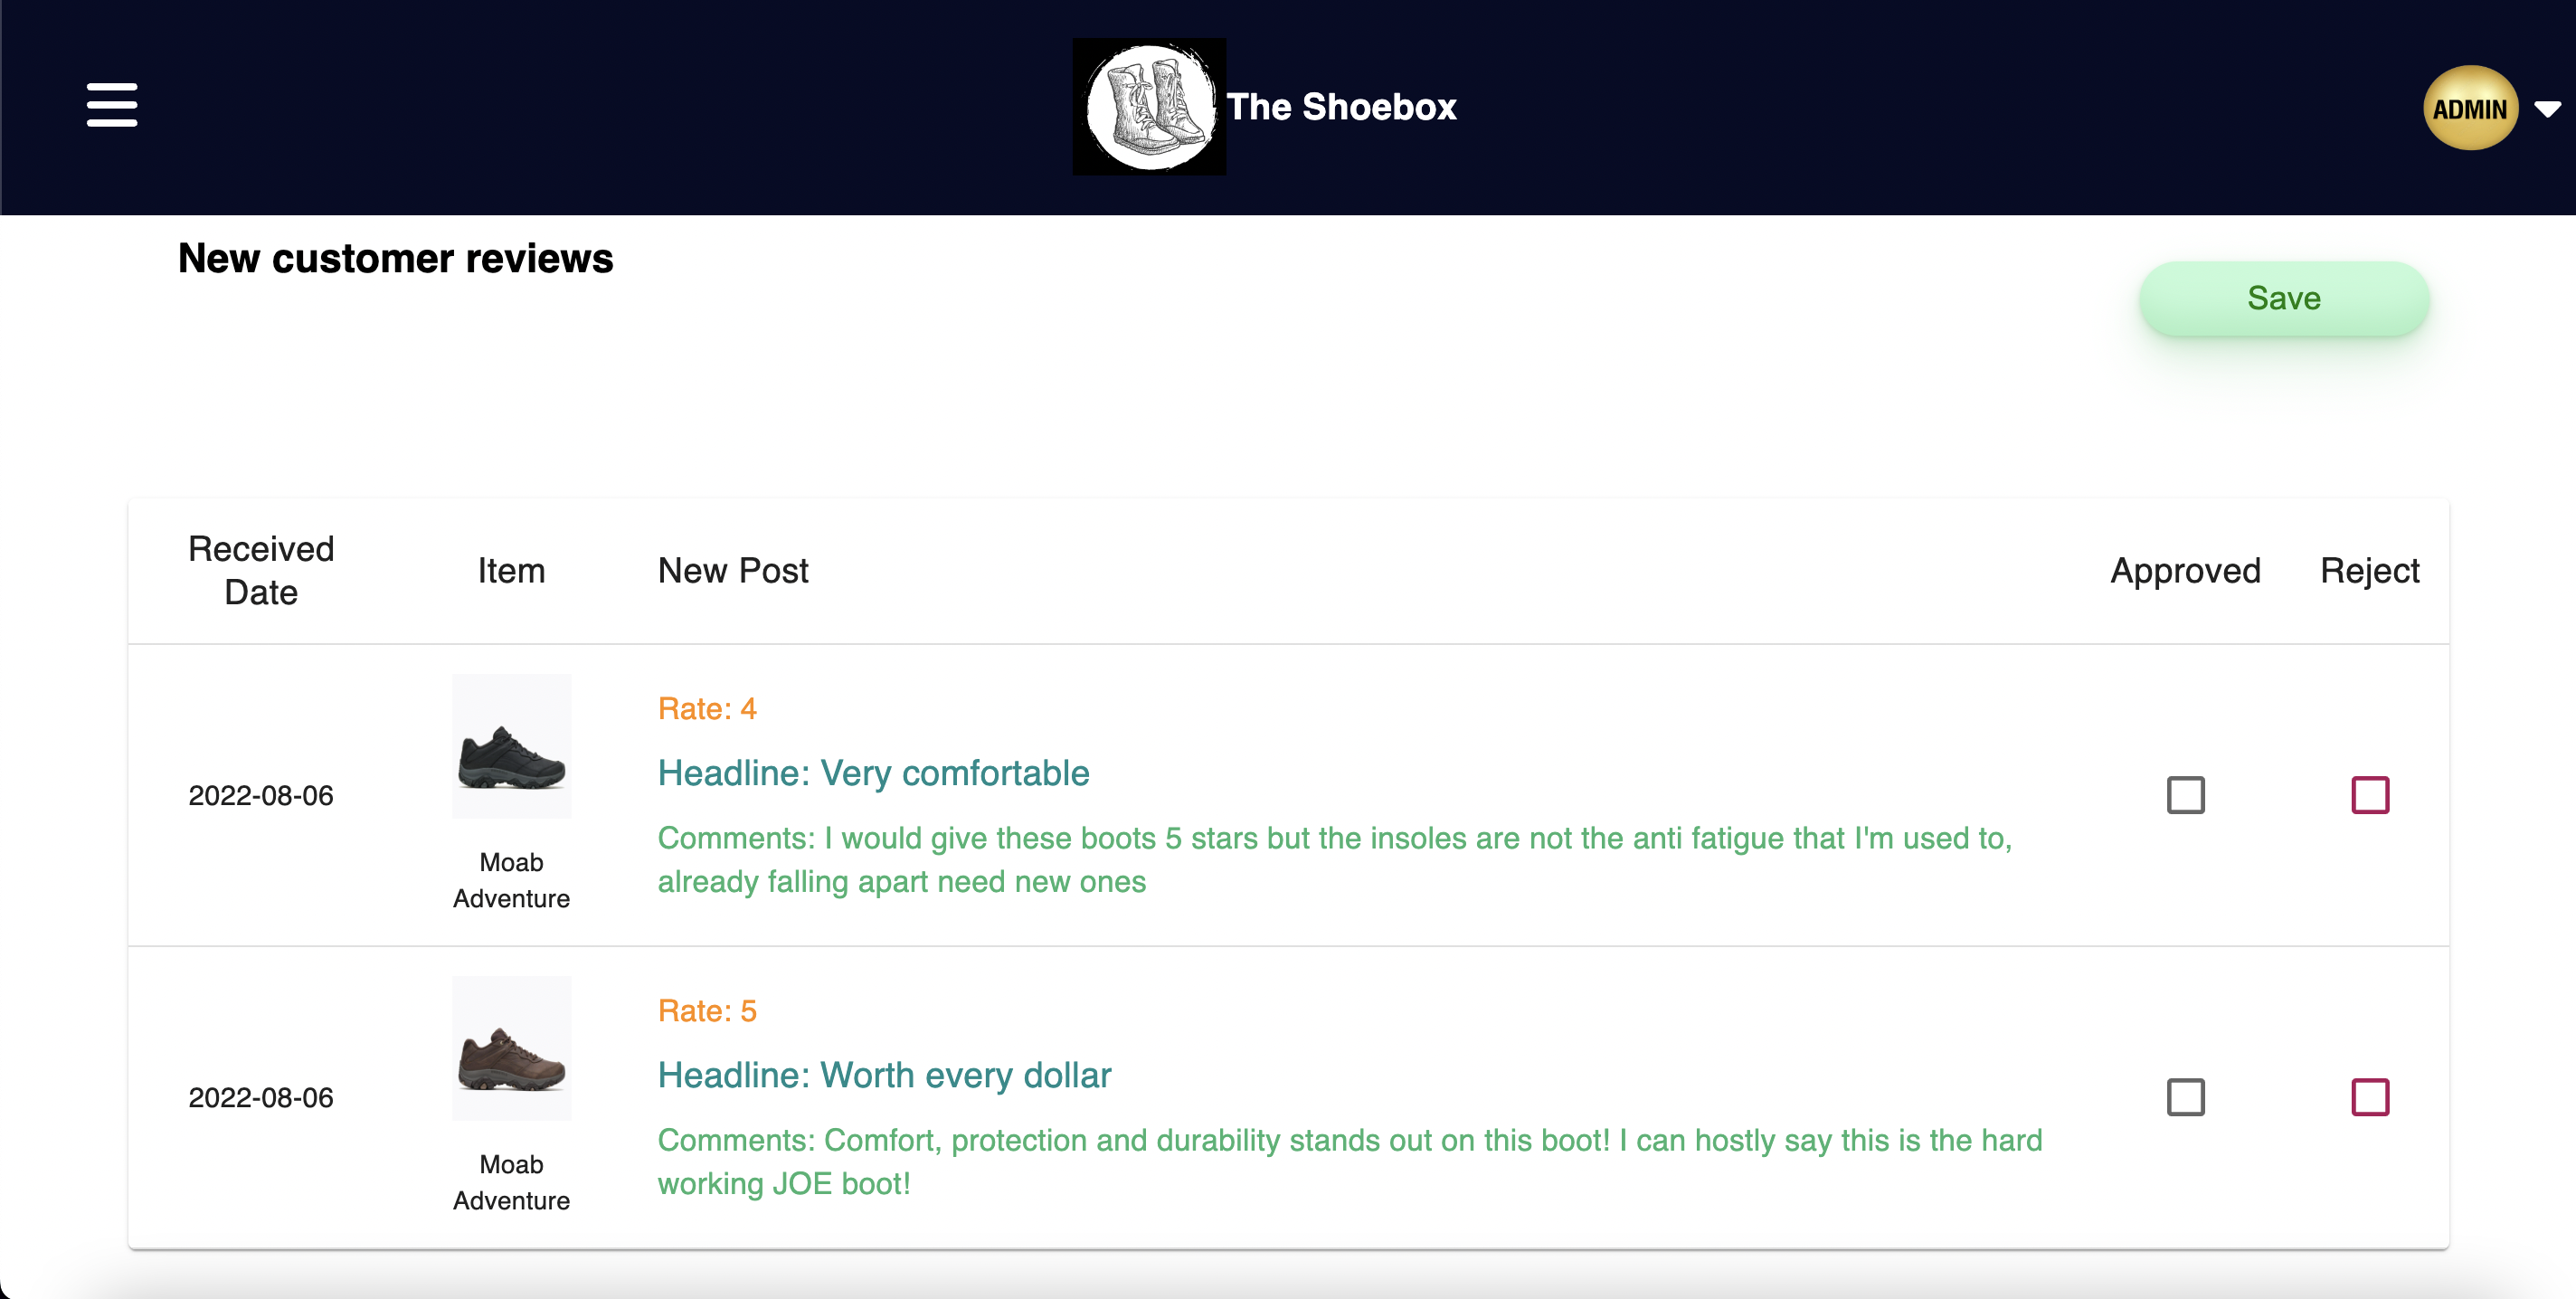 The Shoebox
ADMIN
New customer reviews
Save
Received
Date
Item
New Post
Approved
Reject
2022-08-06
Moab
Adventure
Rate: 4
Headline: Very comfortable
Comments: I would give these boots 5 stars but the insoles are not the anti fatigue that I'm used to,
already falling apart need new ones
2022-08-06
Moab
Adventure
Rate: 5
Headline: Worth every dollar
Comments: Comfort, protection and durability stands out on this boot! I can hostly say this is the hard
working JOE boot!